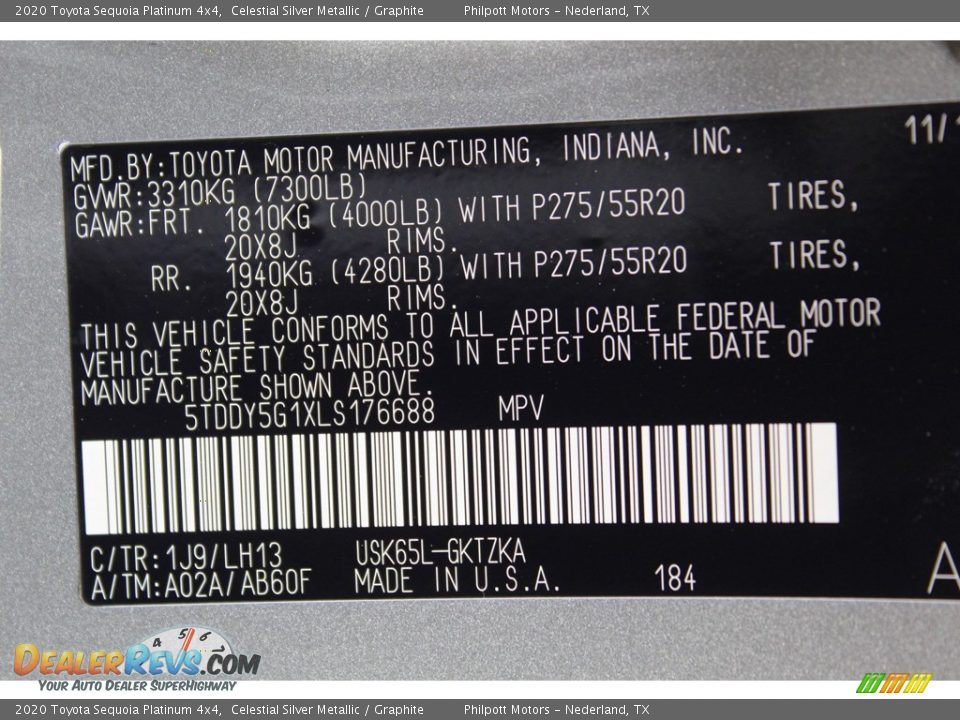 2020 Toyota Sequoia Platinum 4x4, Celestial Silver Metallic / Graphite Philpott Motors - Nederland, TX
11/
MFD.BY:TOYOTA MOTOR MANUFACTURING, INDIANA, INC.
GVWR:3310KG (7300LB)
GAWR:FRT. 1810KG (4000LB) WITH P275/55R20 TIRES,
20X8J RIMS.
RR. 1940KG (4280LB) WITH P275/55R20 TIRES,
20X8J RIMS.
THIS VEHICLE CONFORMS TO ALL APPLICABLE FEDERAL MOTOR
VEHICLE SAFETY STANDARDS IN EFFECT ON THE DATE OF
MANUFACTURE SHOWN ABOVE.
5TDDY5G1XLS176688 MPV
C/TR:1J9/LH13 USK65L-GKTZKA
A/TM:A02A/AB60F MADE IN U.S.A. 184
A
4 5 6
DEALERREVS.COM
YOUR AUTO DEALER SUPERHIGHWAY
2020 Toyota Sequoia Platinum 4x4, Celestial Silver Metallic / Graphite Philpott Motors - Nederland, TX